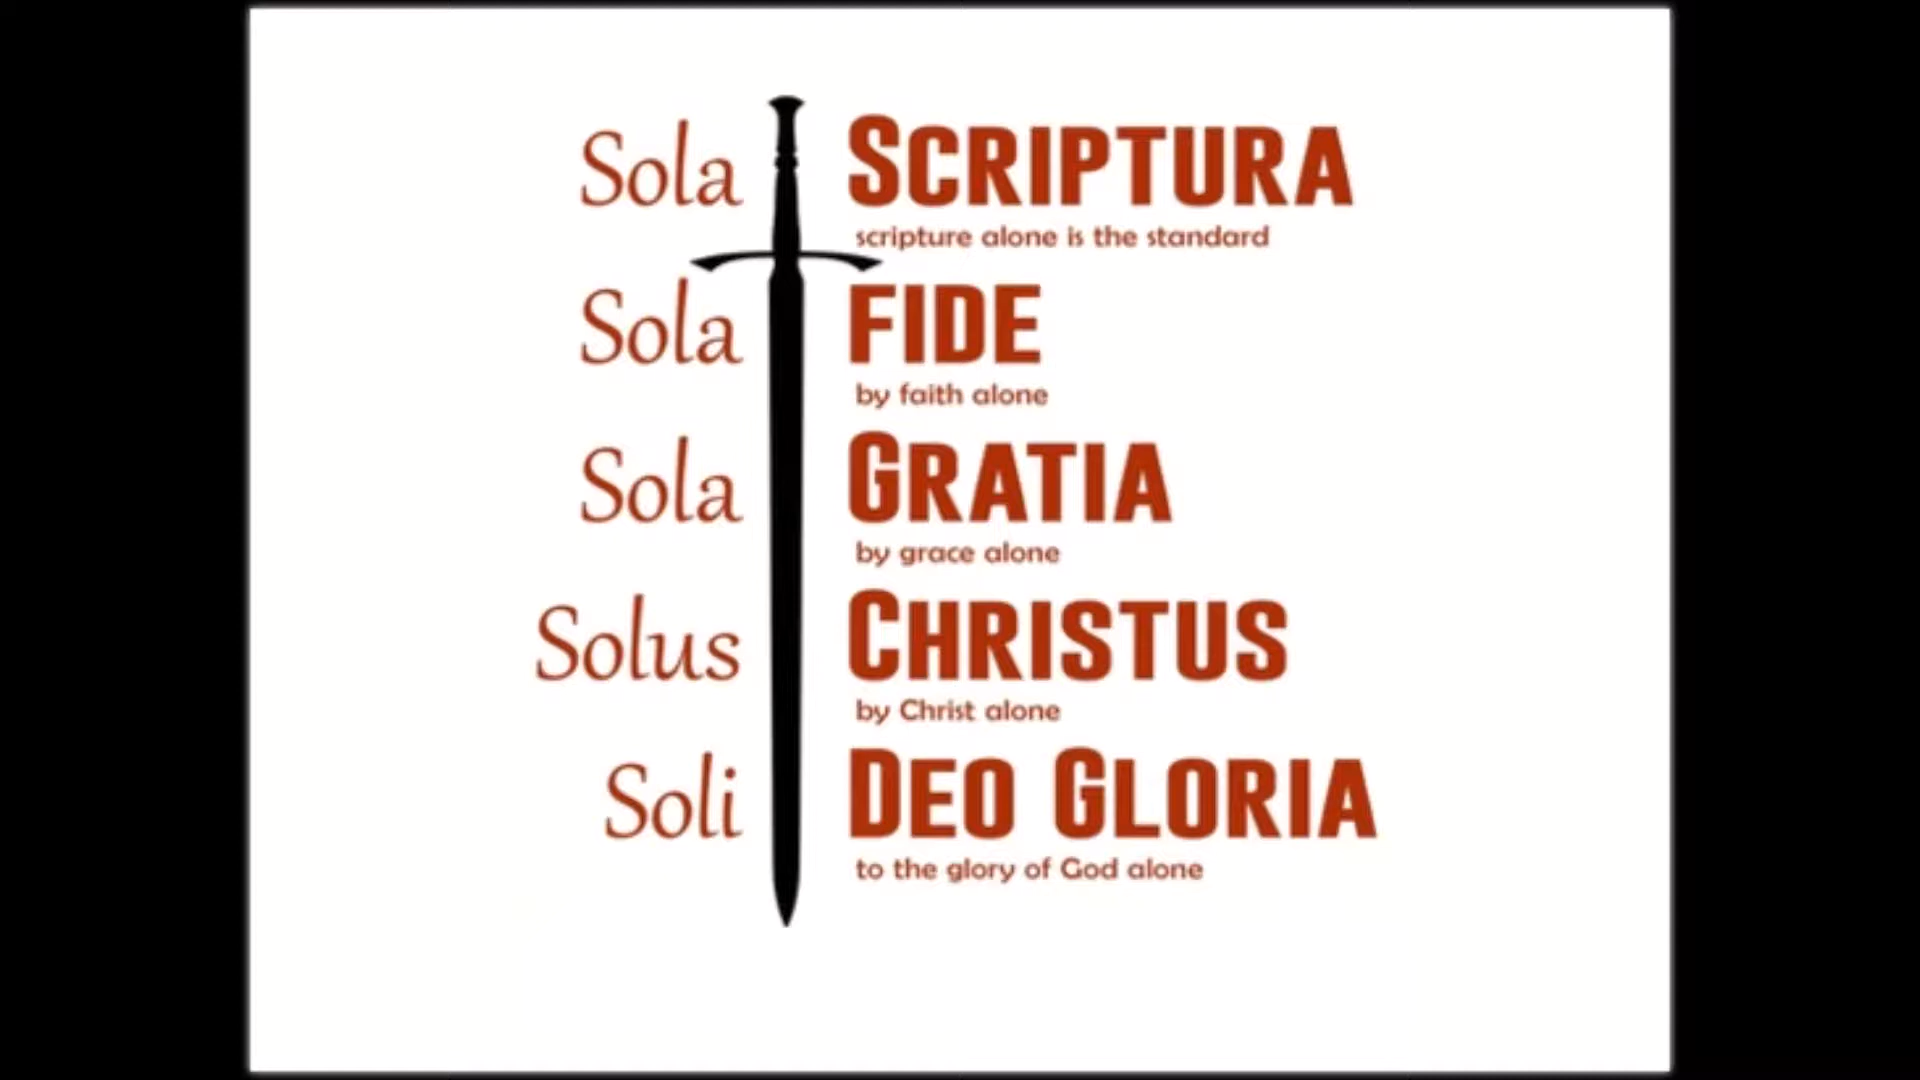 Sola SCRIPTURA
scripture alone is the standard
Sola FIDE
by faith alone
Sola GRATIA
by grace alone
Solus CHRISTUS
by Christ alone
Soli DEO GLORIA
to the glory of God alone